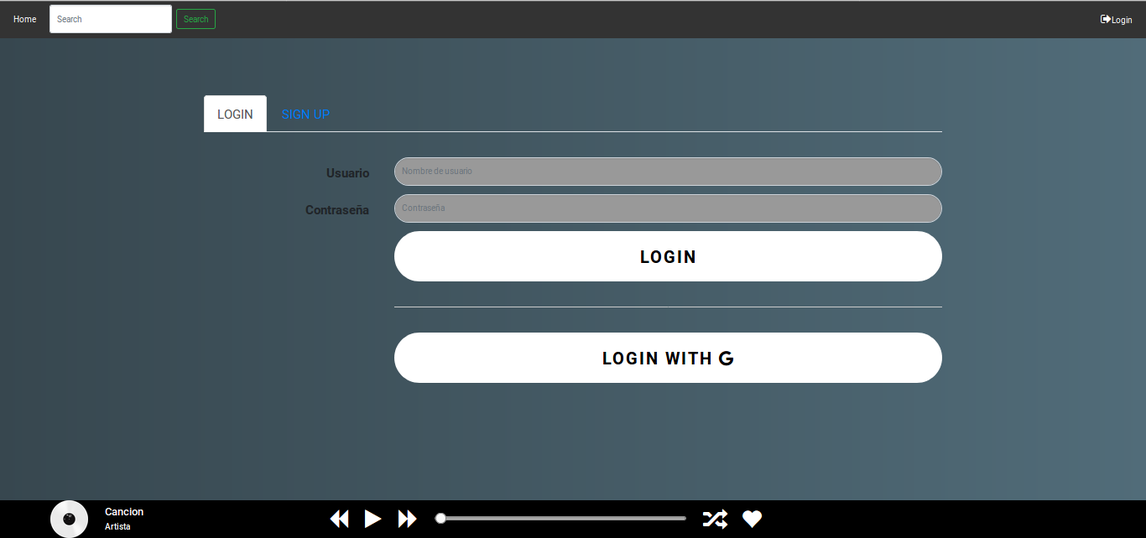 Home Search Search Login
LOGIN SIGN UP
Usuario Nombre de usuario
Contraseña Contraseña
LOGIN
LOGIN WITH G
Cancion
Artista